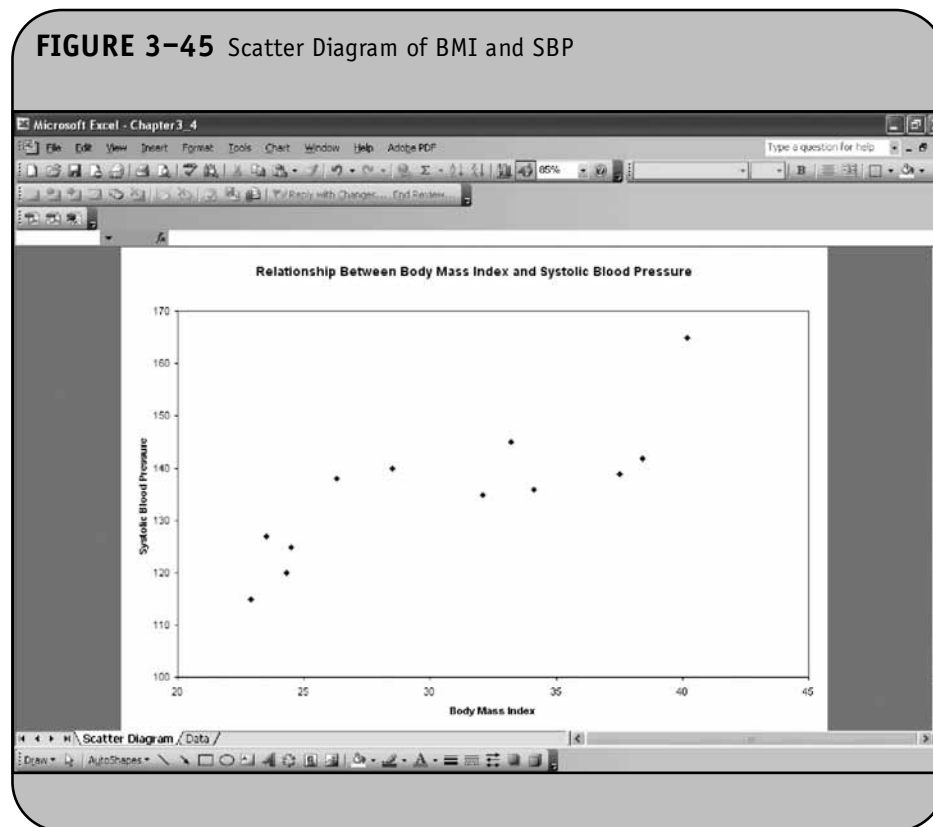 FIGURE 3–45 Scatter Diagram of BMI and SBP
Microsoft Excel - Chapter3_4
File Edit View Insert Format Tools Chart Window Help Adobe PDF Type a question for help
85% Σ B
Reply with Changes... End Review...
fx
Relationship Between Body Mass Index and Systolic Blood Pressure
170
160
150
140
130
120
110
100
Systolic Blood Pressure
20 25 30 35 40 45
Body Mass Index
Scatter Diagram / Data /
Draw AutoShapes A A